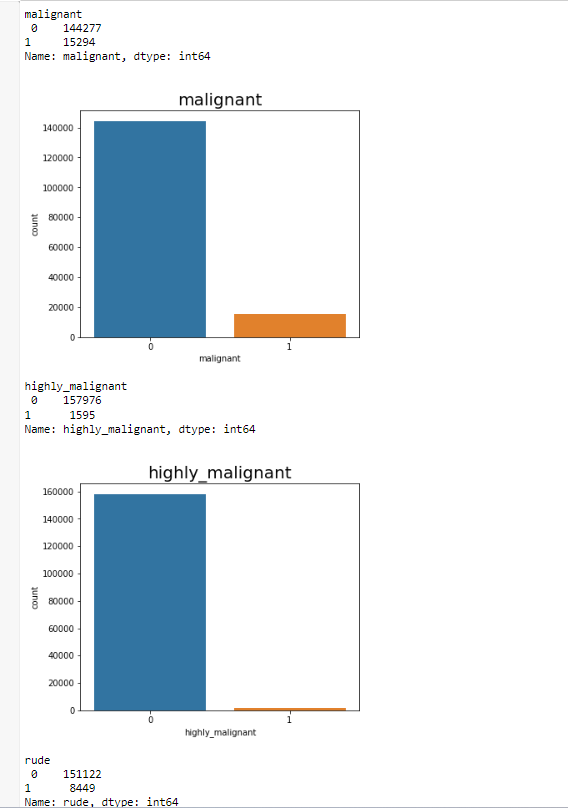 malignant
0    144277
1     15294
Name: malignant, dtype: int64
malignant
140000
120000
100000
80000
60000
40000
20000
0
count
0 1
malignant
highly_malignant
0    157976
1      1595
Name: highly_malignant, dtype: int64
highly_malignant
160000
140000
120000
100000
80000
60000
40000
20000
0
count
0 1
highly_malignant
rude
0    151122
1      8449
Name: rude, dtype: int64